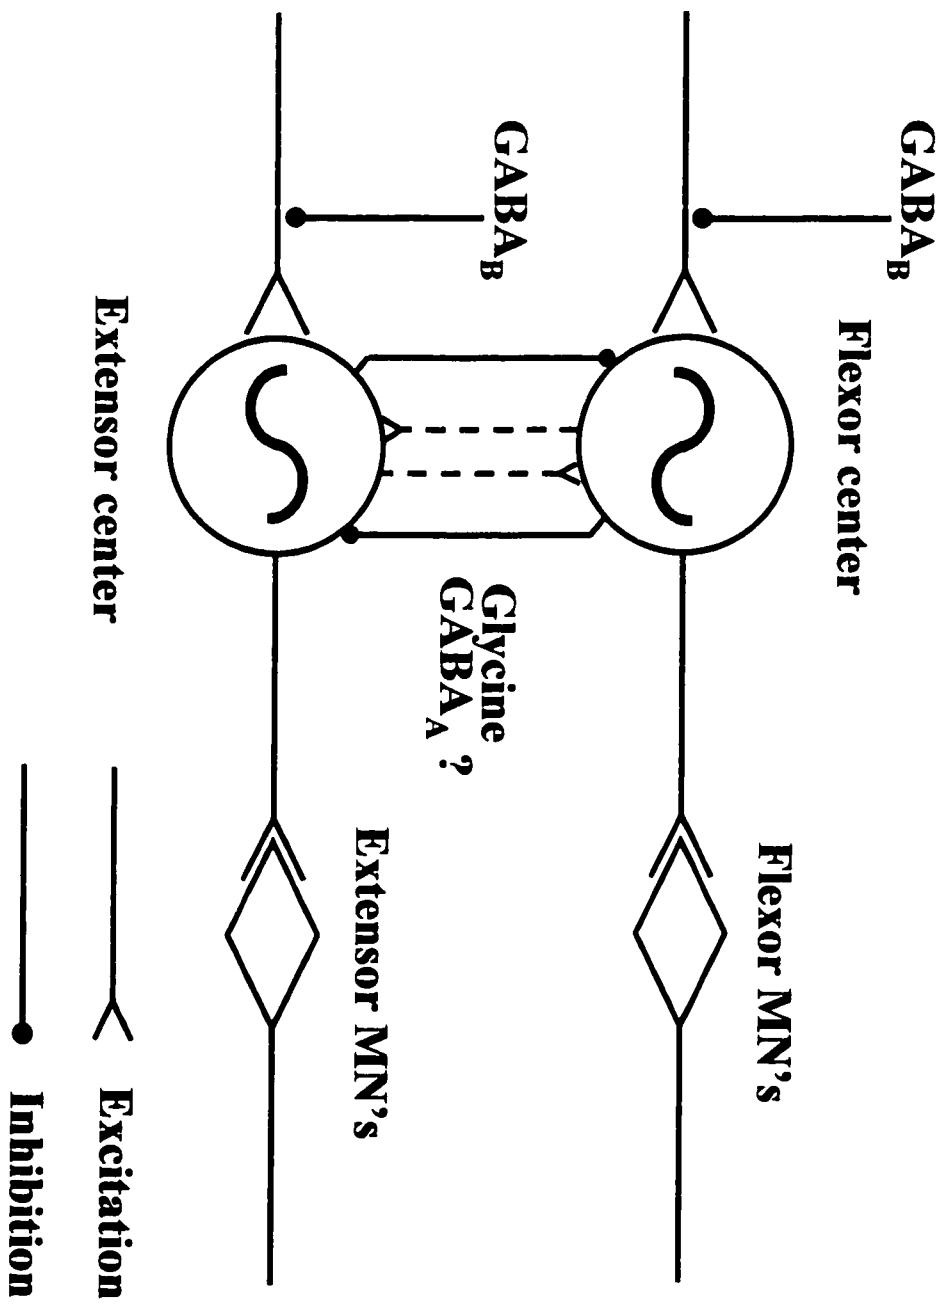 GABA_B
Flexor center
Flexor MN's
GABA_B
Glycine
GABA_A ?
Extensor MN's
Extensor center
Excitation
Inhibition